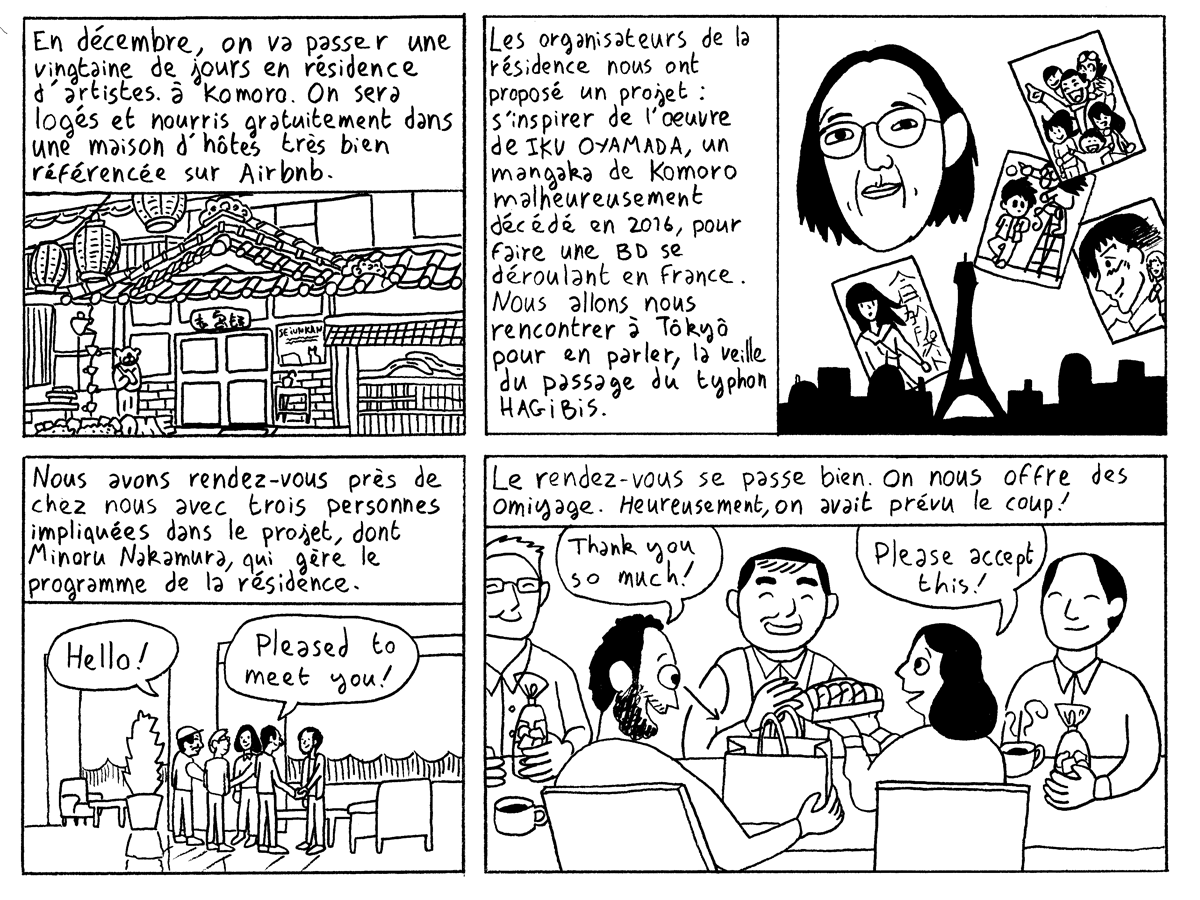 En décembre, on va passer une
vingtaine de jours en résidence
d'artistes. à Komoro. On sera
logés et nourris gratuitement dans
une maison d'hôtes très bien
référencée sur Airbnb.
SEIUNKAN
Les organisateurs de la
résidence nous ont
proposé un projet :
s'inspirer de l'œuvre
de IKU OYAMADA, un
mangaka de Komoro
malheureusement
décédé en 2016, pour
faire une BD se
déroulant en France.
Nous allons nous
rencontrer à Tôkyô
pour en parler, la veille
du passage du typhon
HAGiBiS.
Nous avons rendez-vous près de
chez nous avec trois personnes
impliquées dans le projet, dont
Minoru Nakamura, qui gère le
programme de la résidence.
Hello!
Pleased to
meet you!
Le rendez-vous se passe bien. On nous offre des
omiyage. Heureusement, on avait prévu le coup!
Thank you
so much!
Please accept
this!